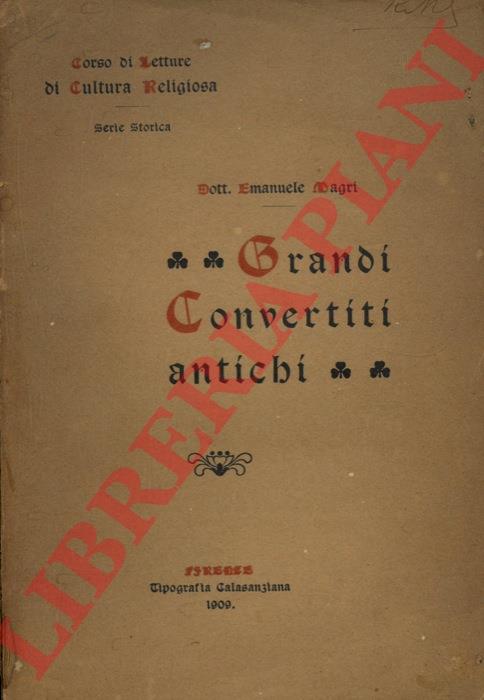 Corso di Letture
di Cultura Religiosa
Serie Storica
Dott. Emanuele Magri
Grandi
Convertiti
antichi
FIRENZE
Tipografia Calasanziana
1909.
LIBRERIA PIANI